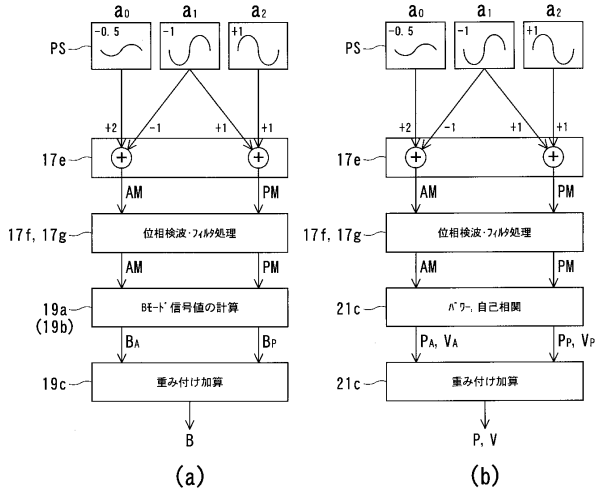 a0 a1 a2
PS -0.5 -1 +1
+2 -1 +1 +1
17e + +
AM PM
17f, 17g 位相検波・フィルタ処理
AM PM
19a Bモード信号値の計算
(19b)
BA BP
19c 重み付け加算
B
(a)
a0 a1 a2
PS -0.5 -1 +1
+2 -1 +1 +1
17e + +
AM PM
17f, 17g 位相検波・フィルタ処理
AM PM
21c パワー, 自己相関
PA, VA PP, VP
21c 重み付け加算
P, V
(b)